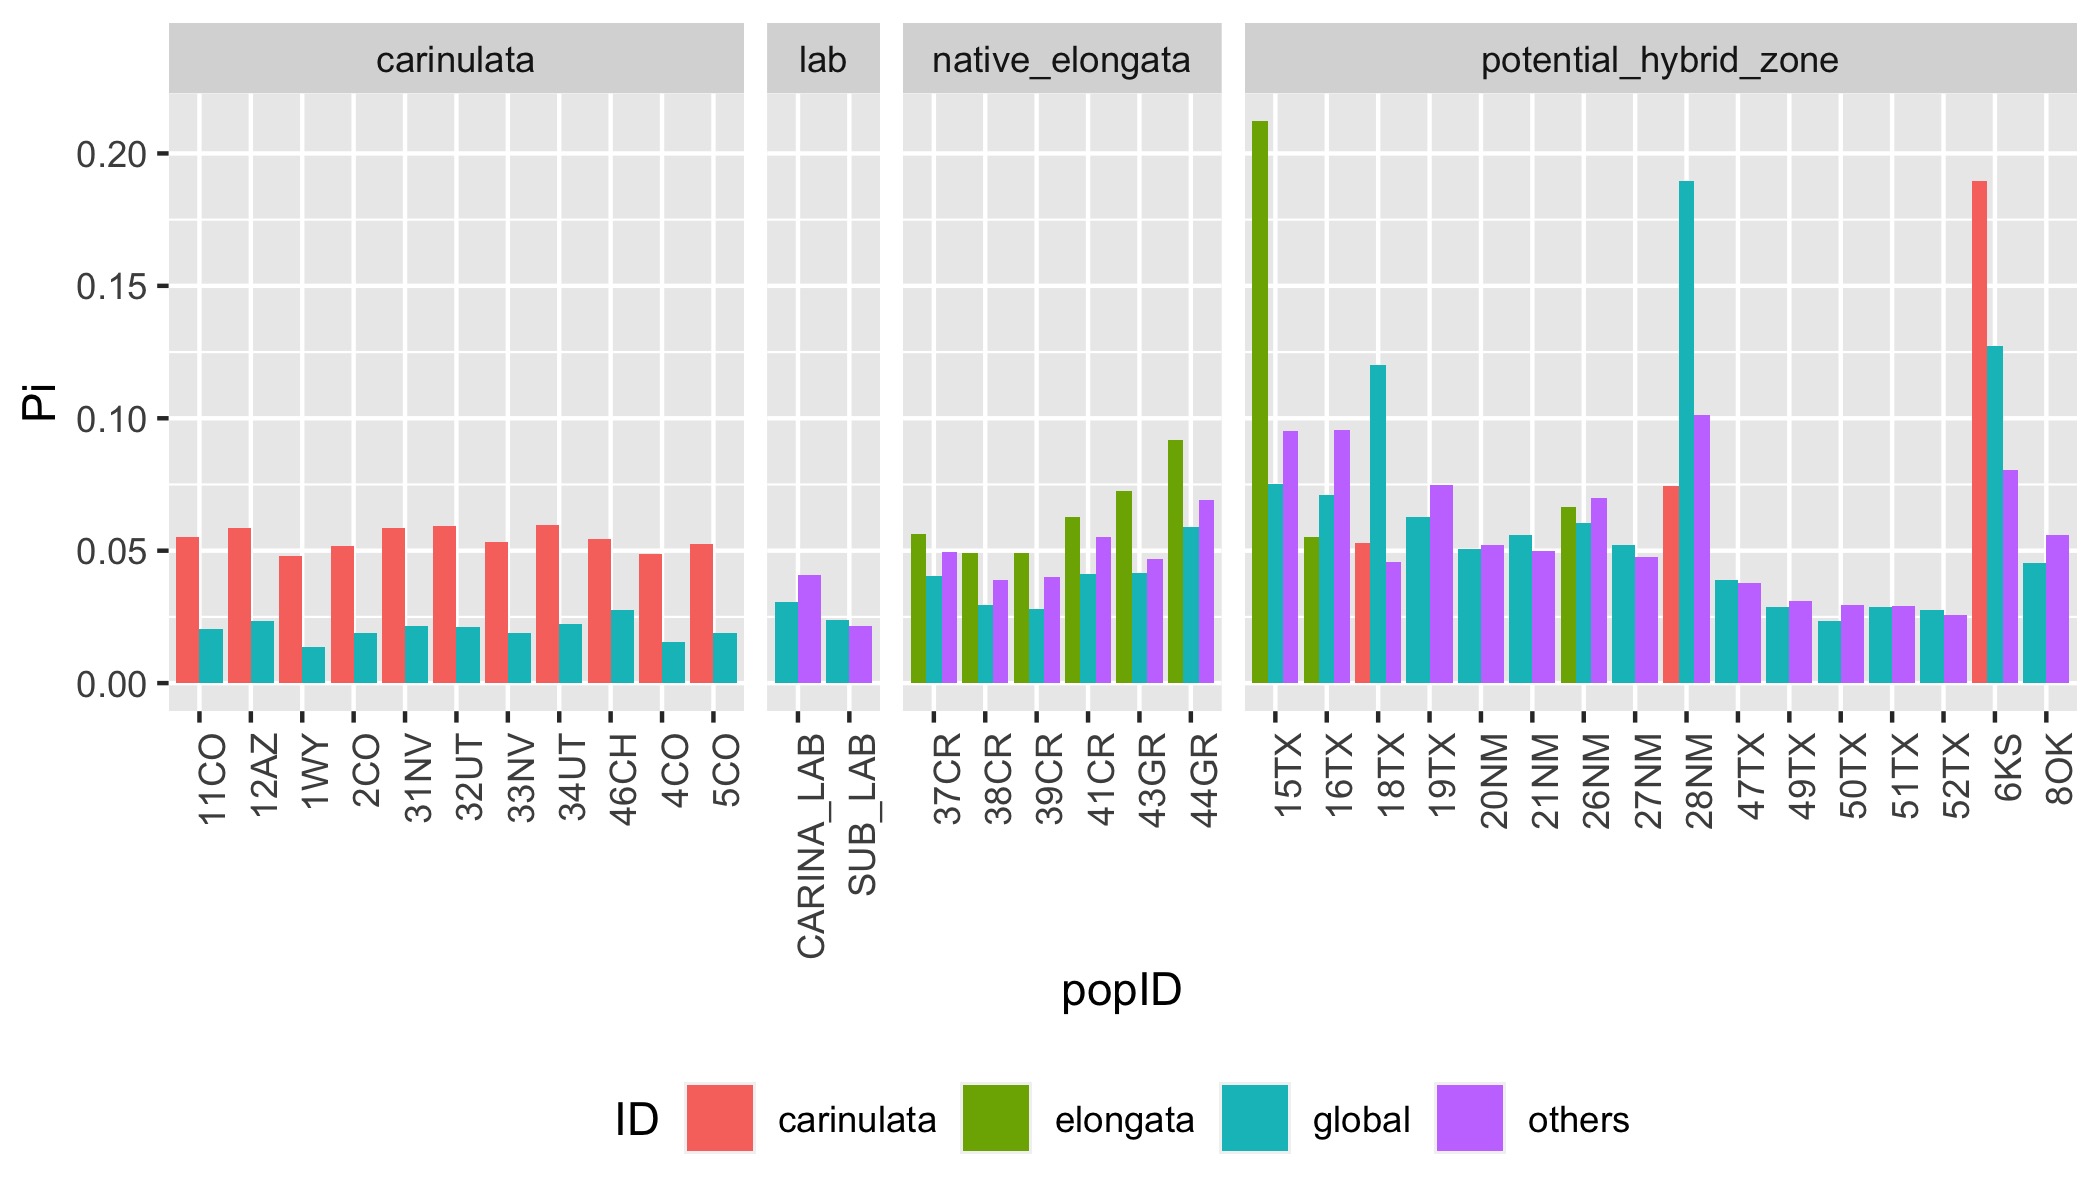 carinulata lab native_elongata potential_hybrid_zone
Pi
0.20
0.15
0.10
0.05
0.00
11CO 12AZ 1WY 2CO 31NV 32UT 33NV 34UT 46CH 4CO 5CO CARINA_LAB SUB_LAB 37CR 38CR 39CR 41CR 43GR 44GR 15TX 16TX 18TX 19TX 20NM 21NM 26NM 27NM 28NM 47TX 49TX 50TX 51TX 52TX 6KS 8OK
popID
ID carinulata elongata global others